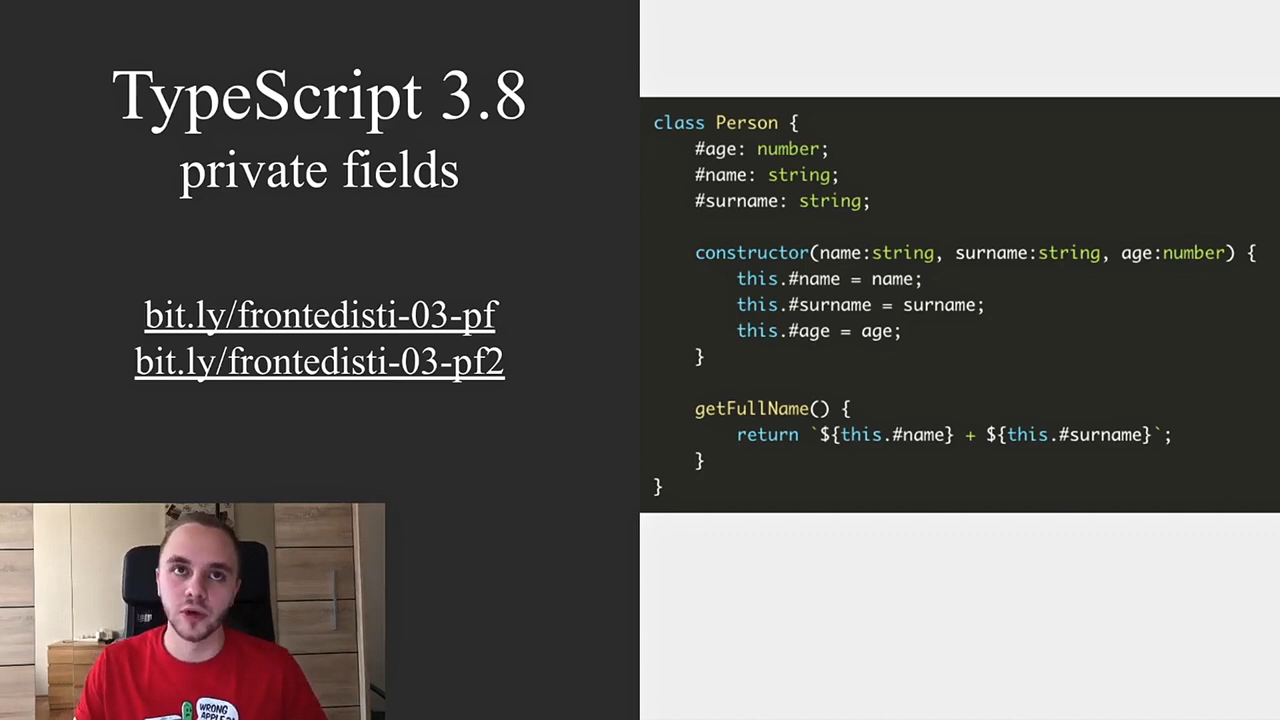 TypeScript 3.8
private fields
bit.ly/frontedisti-03-pf
bit.ly/frontedisti-03-pf2
class Person {
#age: number;
#name: string;
#surname: string;
constructor(name:string, surname:string, age:number) {
this.#name = name;
this.#surname = surname;
this.#age = age;
}
getFullName() {
return `${this.#name} + ${this.#surname}`;
}
}
WRONG